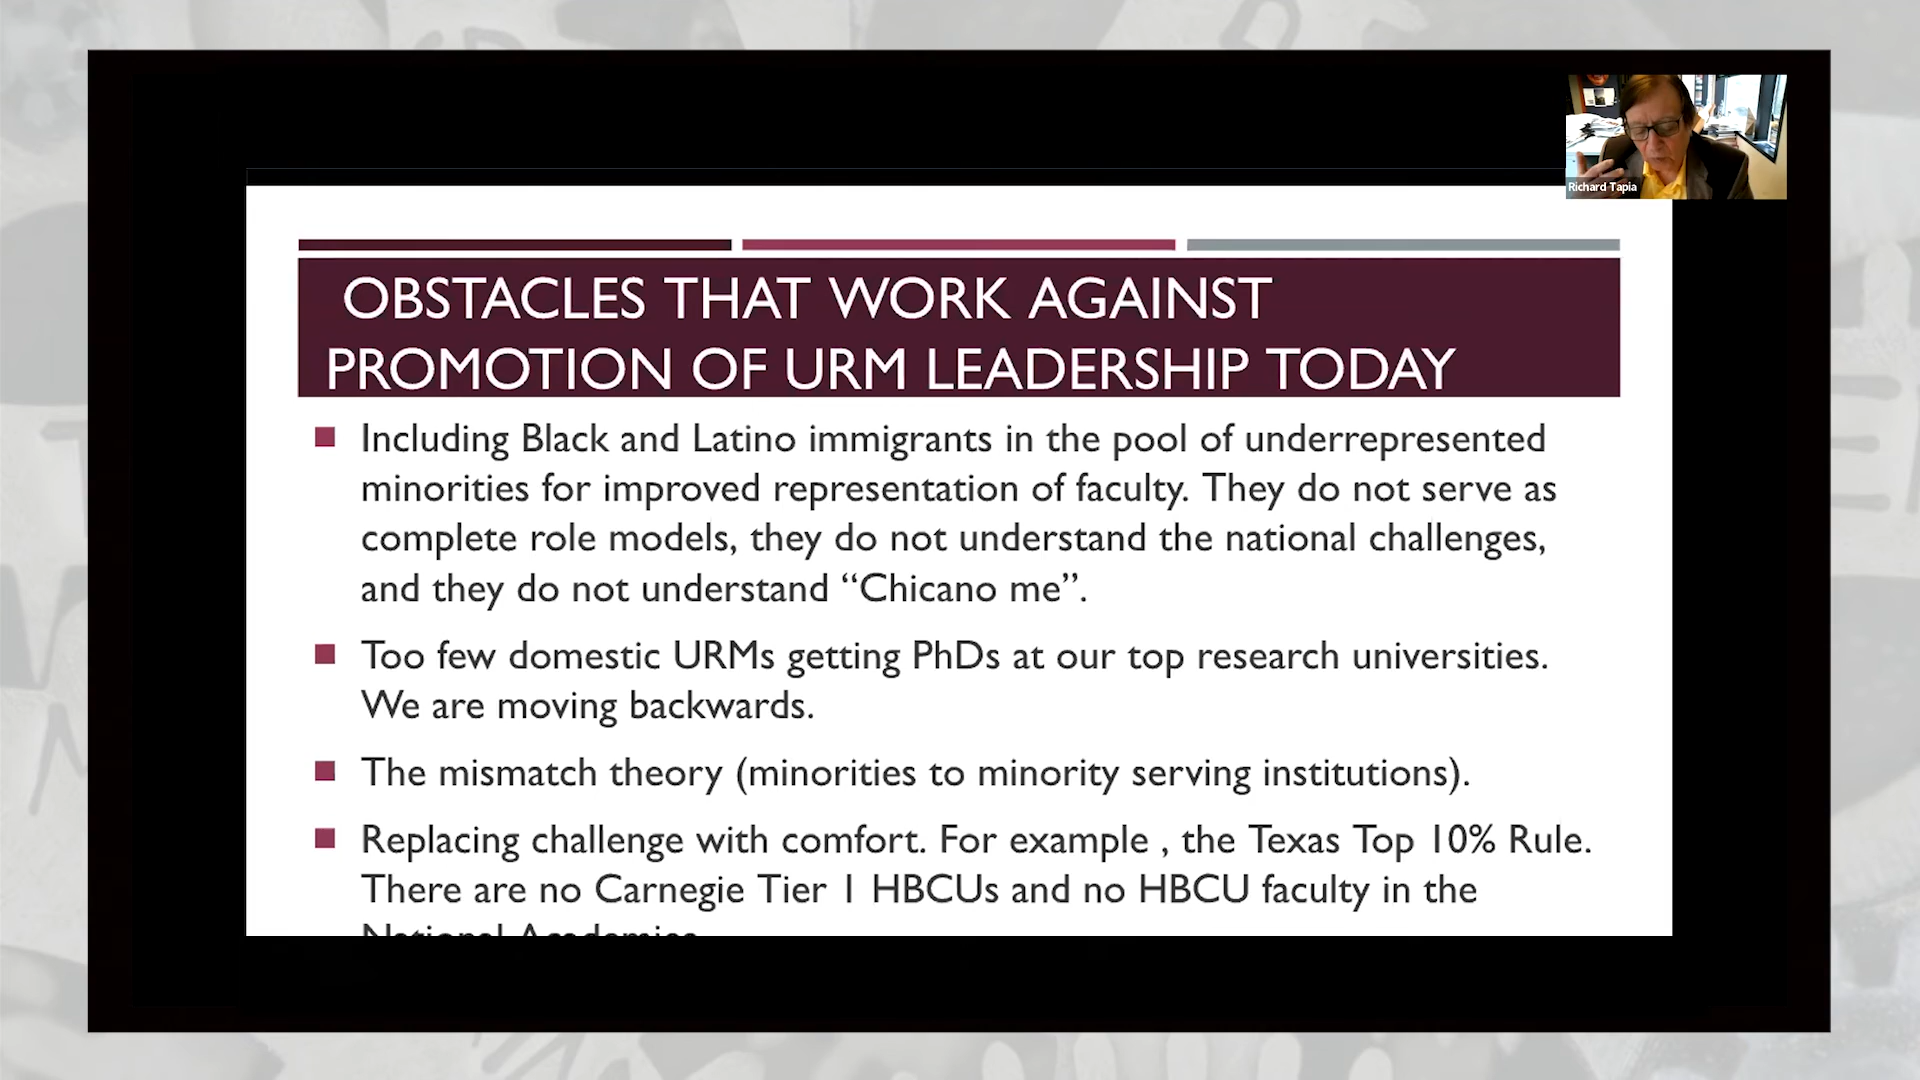 Richard Tapia
OBSTACLES THAT WORK AGAINST
PROMOTION OF URM LEADERSHIP TODAY
Including Black and Latino immigrants in the pool of underrepresented
minorities for improved representation of faculty. They do not serve as
complete role models, they do not understand the national challenges,
and they do not understand “Chicano me”.
Too few domestic URMs getting PhDs at our top research universities.
We are moving backwards.
The mismatch theory (minorities to minority serving institutions).
Replacing challenge with comfort. For example , the Texas Top 10% Rule.
There are no Carnegie Tier 1 HBCUs and no HBCU faculty in the
National Academies